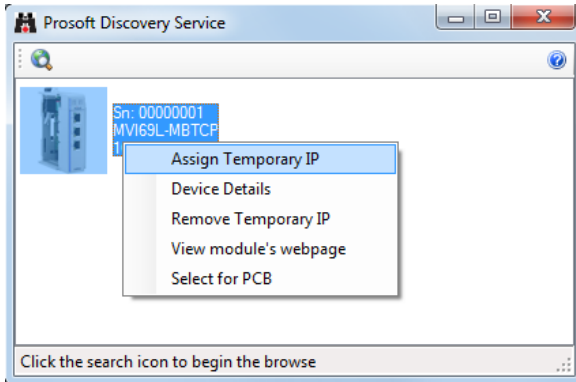 Prosoft Discovery Service
Sn: 00000001
MVI69L-MBTCP
1
Assign Temporary IP
Device Details
Remove Temporary IP
View module's webpage
Select for PCB
Click the search icon to begin the browse